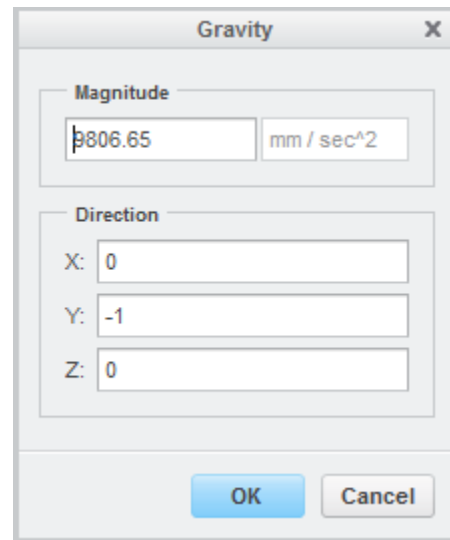 Gravity X
Magnitude
9806.65 mm / sec^2
Direction
X: 0
Y: -1
Z: 0
OK Cancel